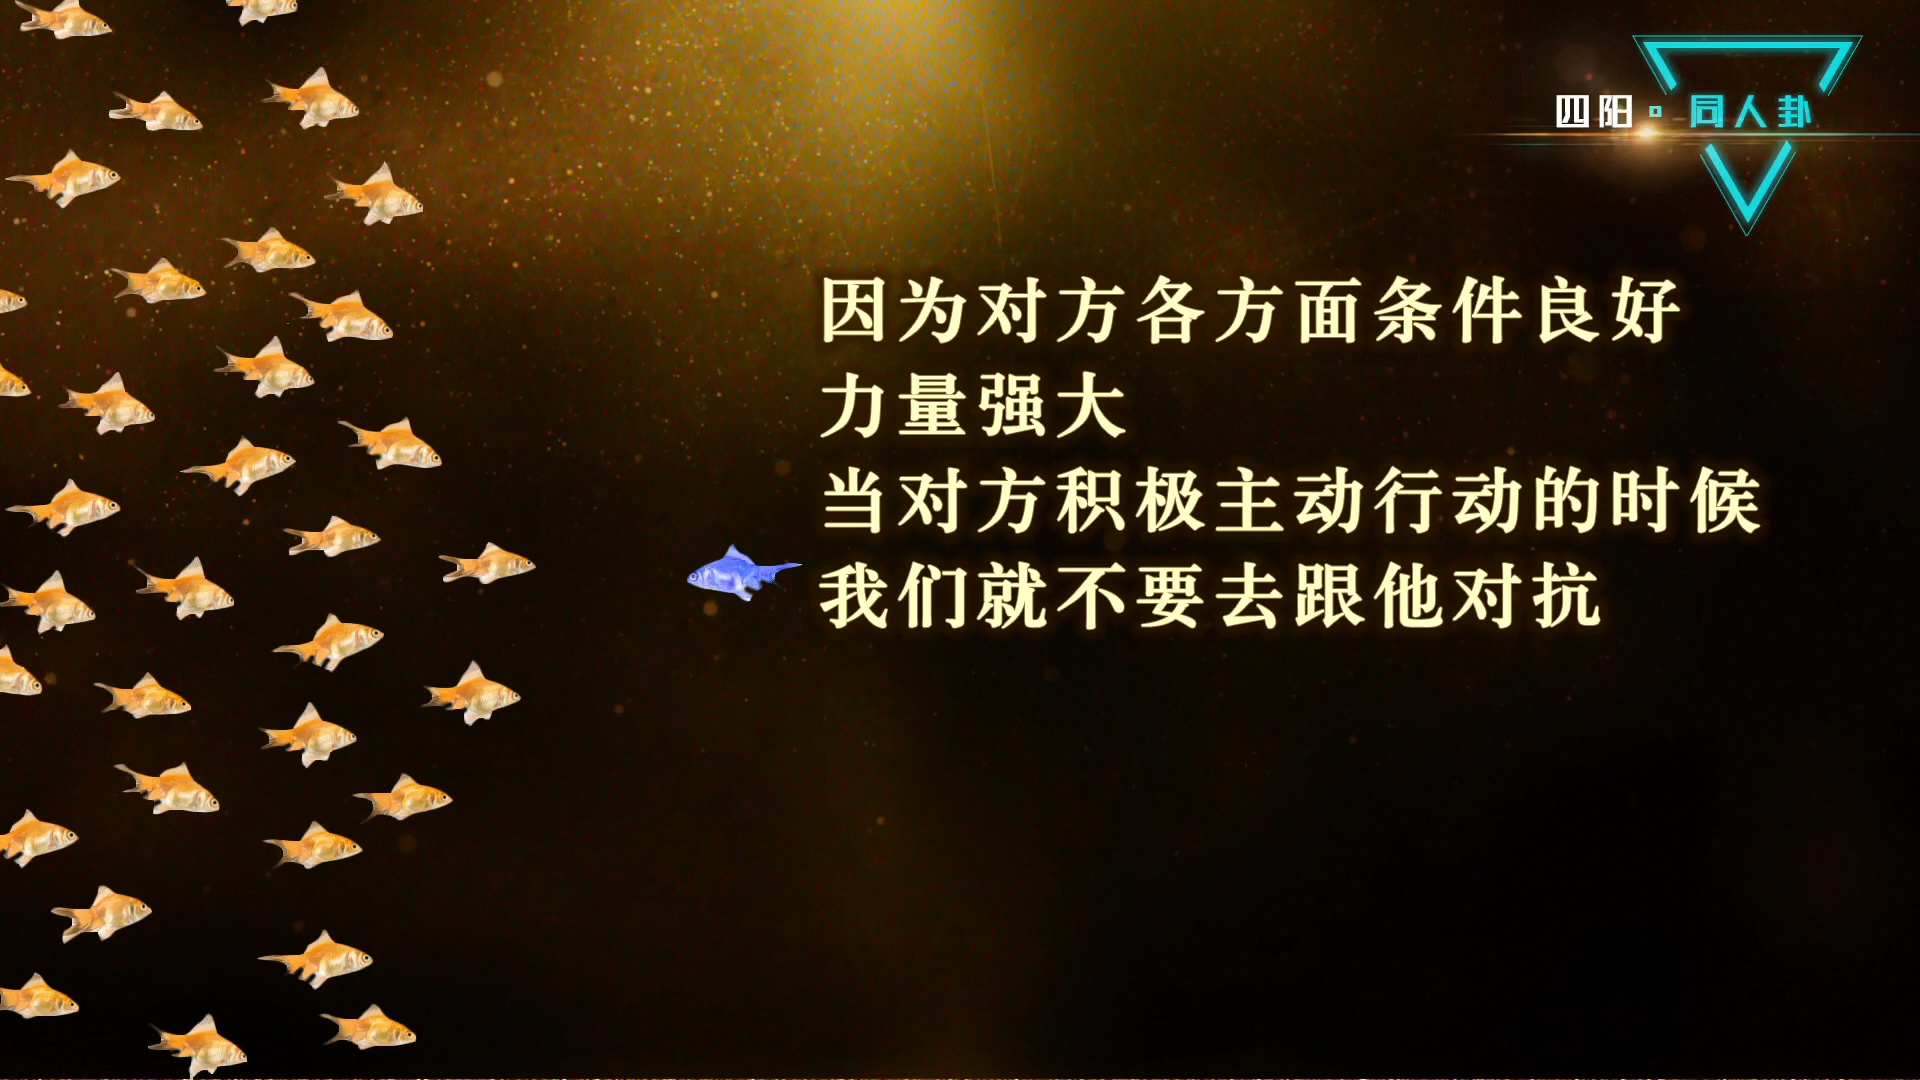 四阳·同人卦
因为对方各方面条件良好
力量强大
当对方积极主动行动的时候
我们就不要去跟他对抗